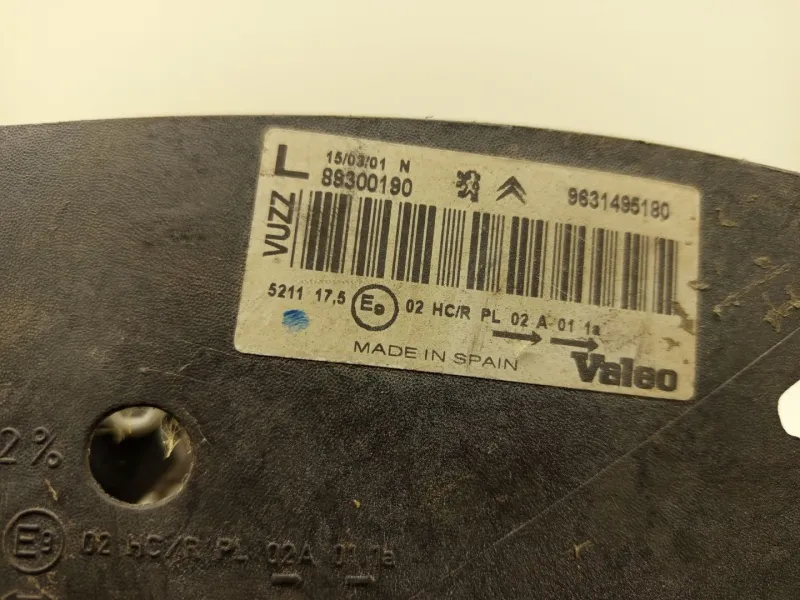 L 15/03/01 N
89300190 9631495180
VUZZ
5211 17,5 E9 02 HC/R PL 02 A 01 1a
MADE IN SPAIN Valeo
2%
E9 02 HC/R PL 02A 01 1a